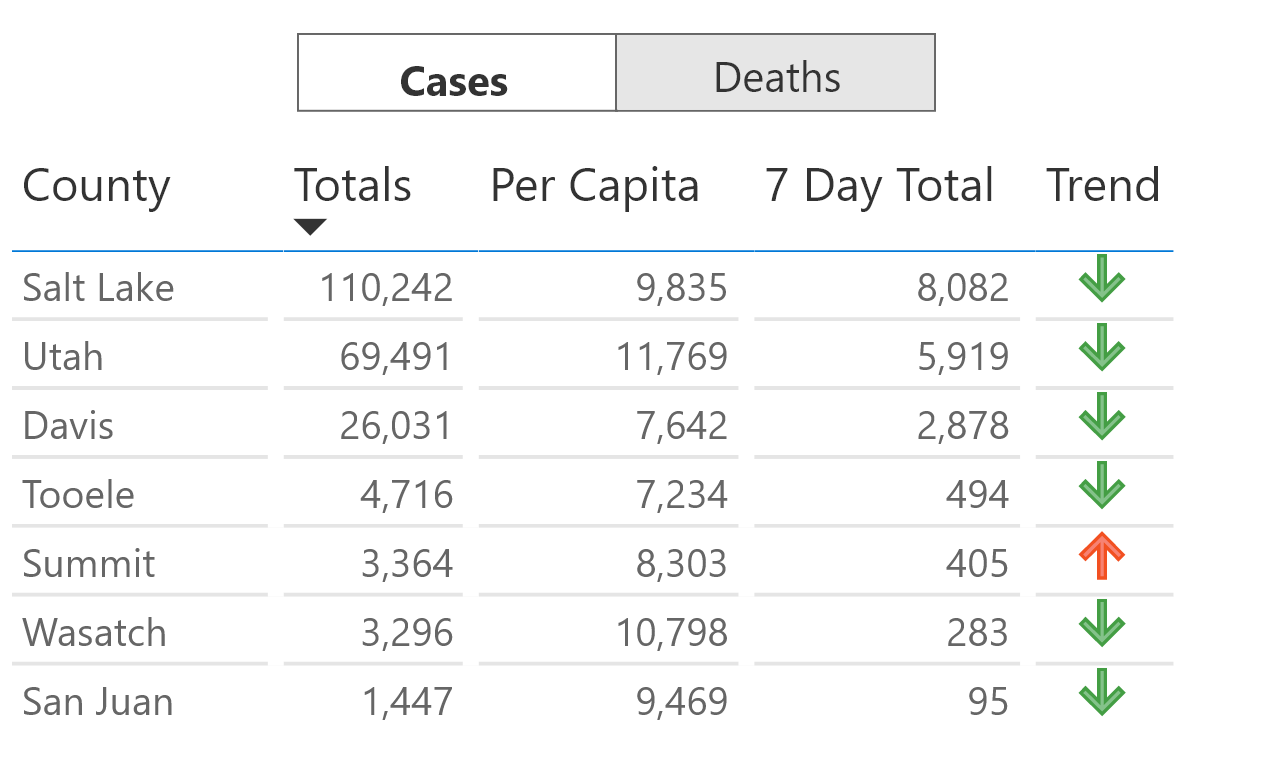 Cases Deaths
County Totals Per Capita 7 Day Total Trend
Salt Lake 110,242 9,835 8,082
Utah 69,491 11,769 5,919
Davis 26,031 7,642 2,878
Tooele 4,716 7,234 494
Summit 3,364 8,303 405
Wasatch 3,296 10,798 283
San Juan 1,447 9,469 95